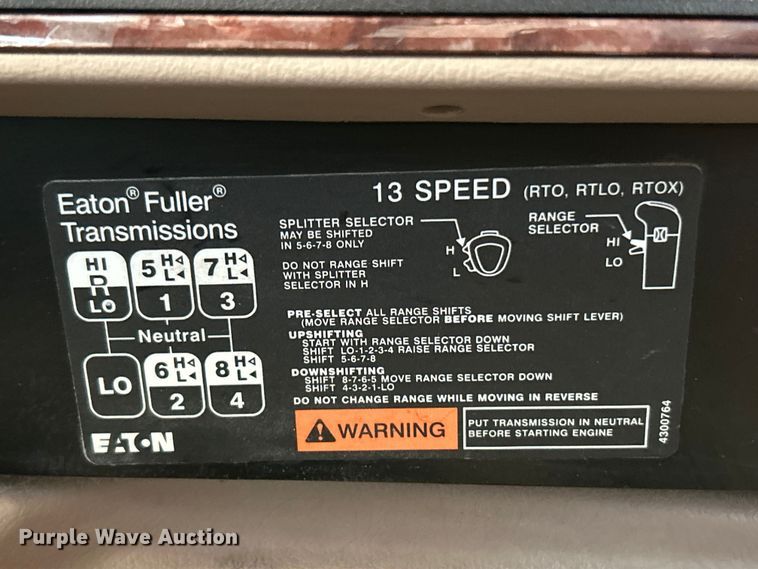 Eaton® Fuller®
Transmissions
13 SPEED (RTO, RTLO, RTOX)
HI
R
LO
5 H◁
L◀
1
7 H◁
L◀
3
Neutral
LO
6 H◁
L◀
2
8 H◁
L◀
4
EATON
SPLITTER SELECTOR
MAY BE SHIFTED
IN 5-6-7-8 ONLY
DO NOT RANGE SHIFT
WITH SPLITTER
SELECTOR IN H
H
L
RANGE
SELECTOR
HI
LO
PRE-SELECT ALL RANGE SHIFTS
(MOVE RANGE SELECTOR BEFORE MOVING SHIFT LEVER)
UPSHIFTING
START WITH RANGE SELECTOR DOWN
SHIFT LO-1-2-3-4 RAISE RANGE SELECTOR
SHIFT 5-6-7-8
DOWNSHIFTING
SHIFT 8-7-6-5 MOVE RANGE SELECTOR DOWN
SHIFT 4-3-2-1-LO
DO NOT CHANGE RANGE WHILE MOVING IN REVERSE
WARNING
PUT TRANSMISSION IN NEUTRAL
BEFORE STARTING ENGINE
4300764
Purple Wave Auction